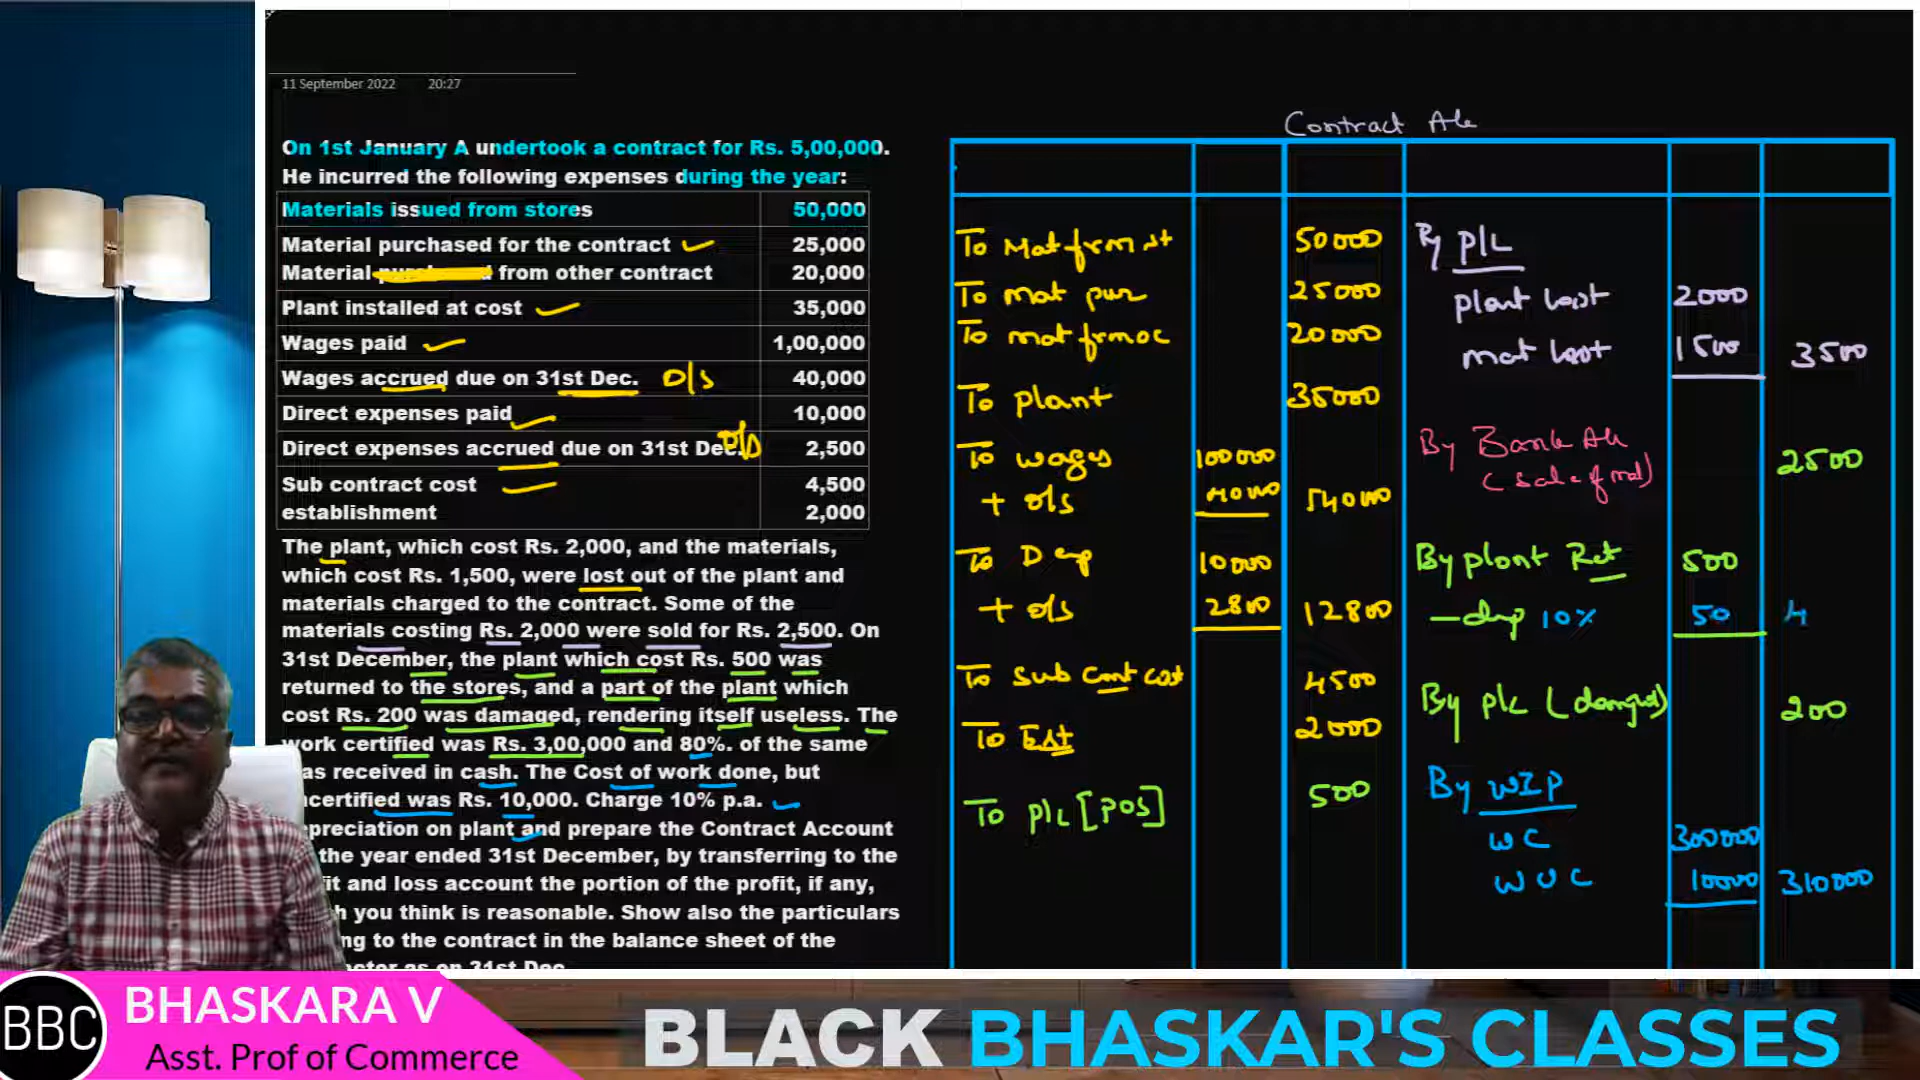 11 September 2022 20:27
On 1st January A undertook a contract for Rs. 5,00,000.
He incurred the following expenses during the year:
Materials issued from stores 50,000
Material purchased for the contract 25,000
Material from other contract 20,000
Plant installed at cost 35,000
Wages paid 1,00,000
Wages accrued due on 31st Dec. O/s 40,000
Direct expenses paid 10,000
Direct expenses accrued due on 31st Dec. O/s 2,500
Sub contract cost 4,500
establishment 2,000
The plant, which cost Rs. 2,000, and the materials,
which cost Rs. 1,500, were lost out of the plant and
materials charged to the contract. Some of the
materials costing Rs. 2,000 were sold for Rs. 2,500. On
31st December, the plant which cost Rs. 500 was
returned to the stores, and a part of the plant which
cost Rs. 200 was damaged, rendering itself useless. The
work certified was Rs. 3,00,000 and 80%. of the same
as received in cash. The Cost of work done, but
certified was Rs. 10,000. Charge 10% p.a.
preciation on plant and prepare the Contract Account
the year ended 31st December, by transferring to the
it and loss account the portion of the profit, if any,
h you think is reasonable. Show also the particulars
ng to the contract in the balance sheet of the
ctor as on 31st Dec.
Contract A/c
To Mat frm st 50000
To mat pur 25000
To mat frm oc 20000
To plant 35000
To wages 100000
+ o/s 54000
To D exp 10000
+ o/s 2800 12800
To Sub Cont cost 4500
To Est 2000
To P/L [POS] 500
By P/L
plant lost 2000
mat lost 1500 3500
By Bank A/c 2500
(sale of mat)
By plant Ret 500
- dep 10% 50 4
By P/L (damged) 200
By WIP
WC 300000
WUC 10000 310000
BBC
BHASKARA V
Asst. Prof of Commerce
BLACK BHASKAR'S CLASSES